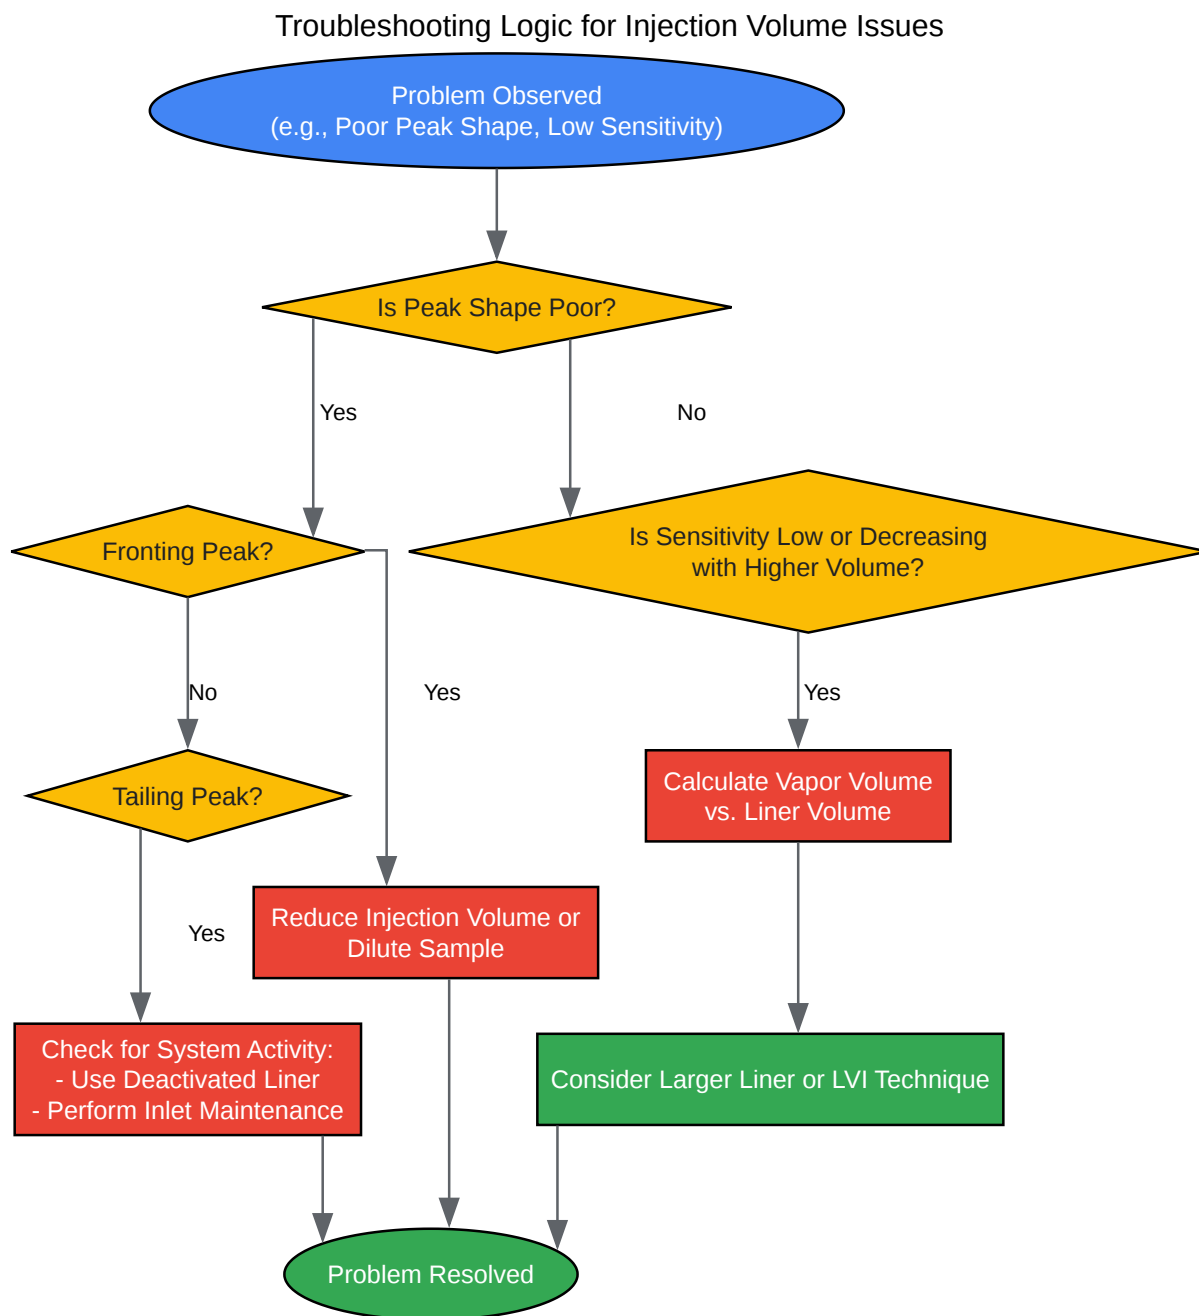 Troubleshooting Logic for Injection Volume Issues
Problem Observed
(e.g., Poor Peak Shape, Low Sensitivity)
Is Peak Shape Poor?
Yes
No
Fronting Peak?
Is Sensitivity Low or Decreasing
with Higher Volume?
No
Yes
Yes
Tailing Peak?
Calculate Vapor Volume
vs. Liner Volume
Yes
Reduce Injection Volume or
Dilute Sample
Check for System Activity:
- Use Deactivated Liner
- Perform Inlet Maintenance
Consider Larger Liner or LVI Technique
Problem Resolved